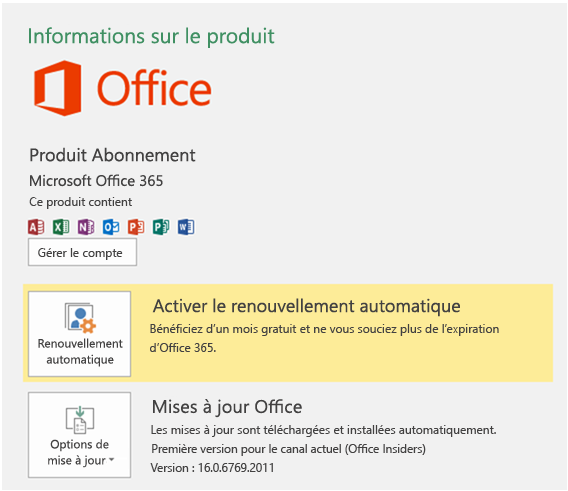 Informations sur le produit
Office
Produit Abonnement
Microsoft Office 365
Ce produit contient
Gérer le compte
Renouvellement
automatique
Activer le renouvellement automatique
Bénéficiez d'un mois gratuit et ne vous souciez plus de l'expiration
d'Office 365.
Options de
mise à jour
Mises à jour Office
Les mises à jour sont téléchargées et installées automatiquement.
Première version pour le canal actuel (Office Insiders)
Version : 16.0.6769.2011